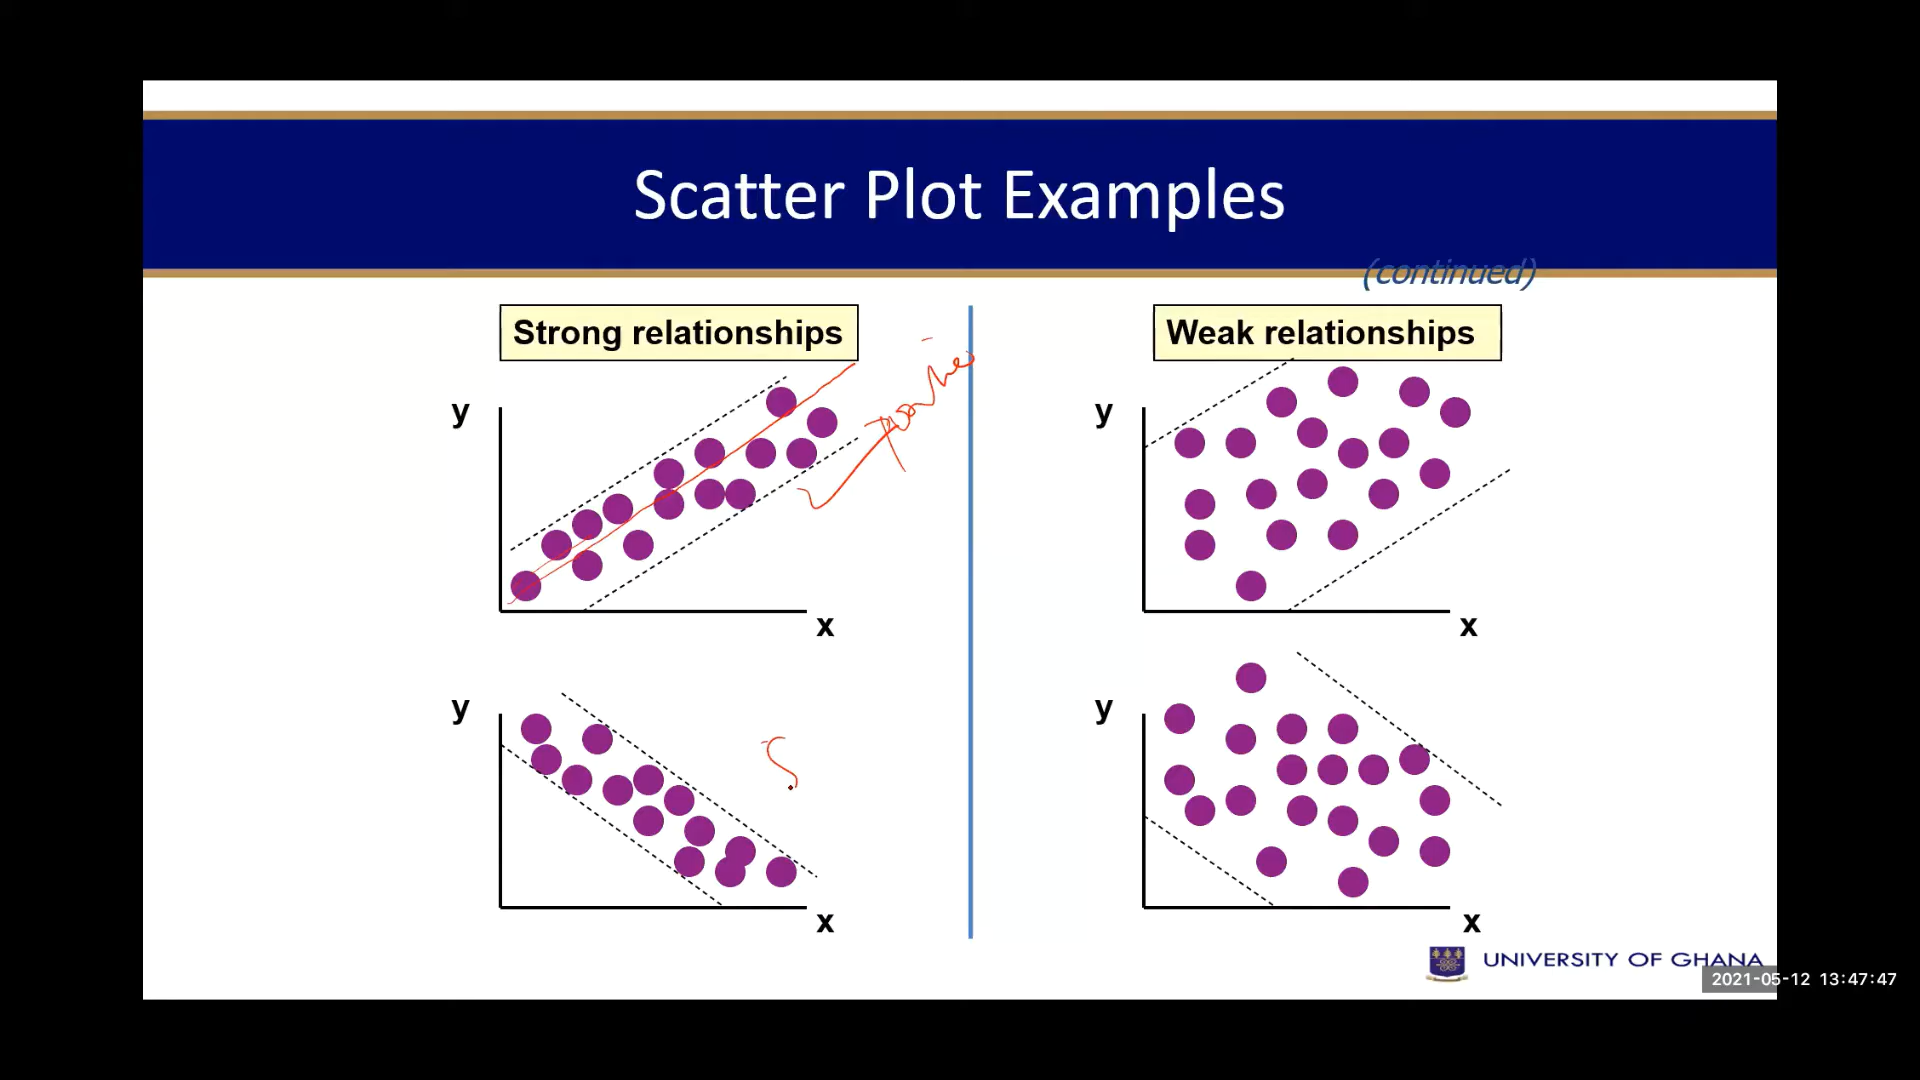 Scatter Plot Examples
(continued)
Strong relationships
Weak relationships
y
x
y
x
y
x
y
x
UNIVERSITY OF GHANA
2021-05-12 13:47:47